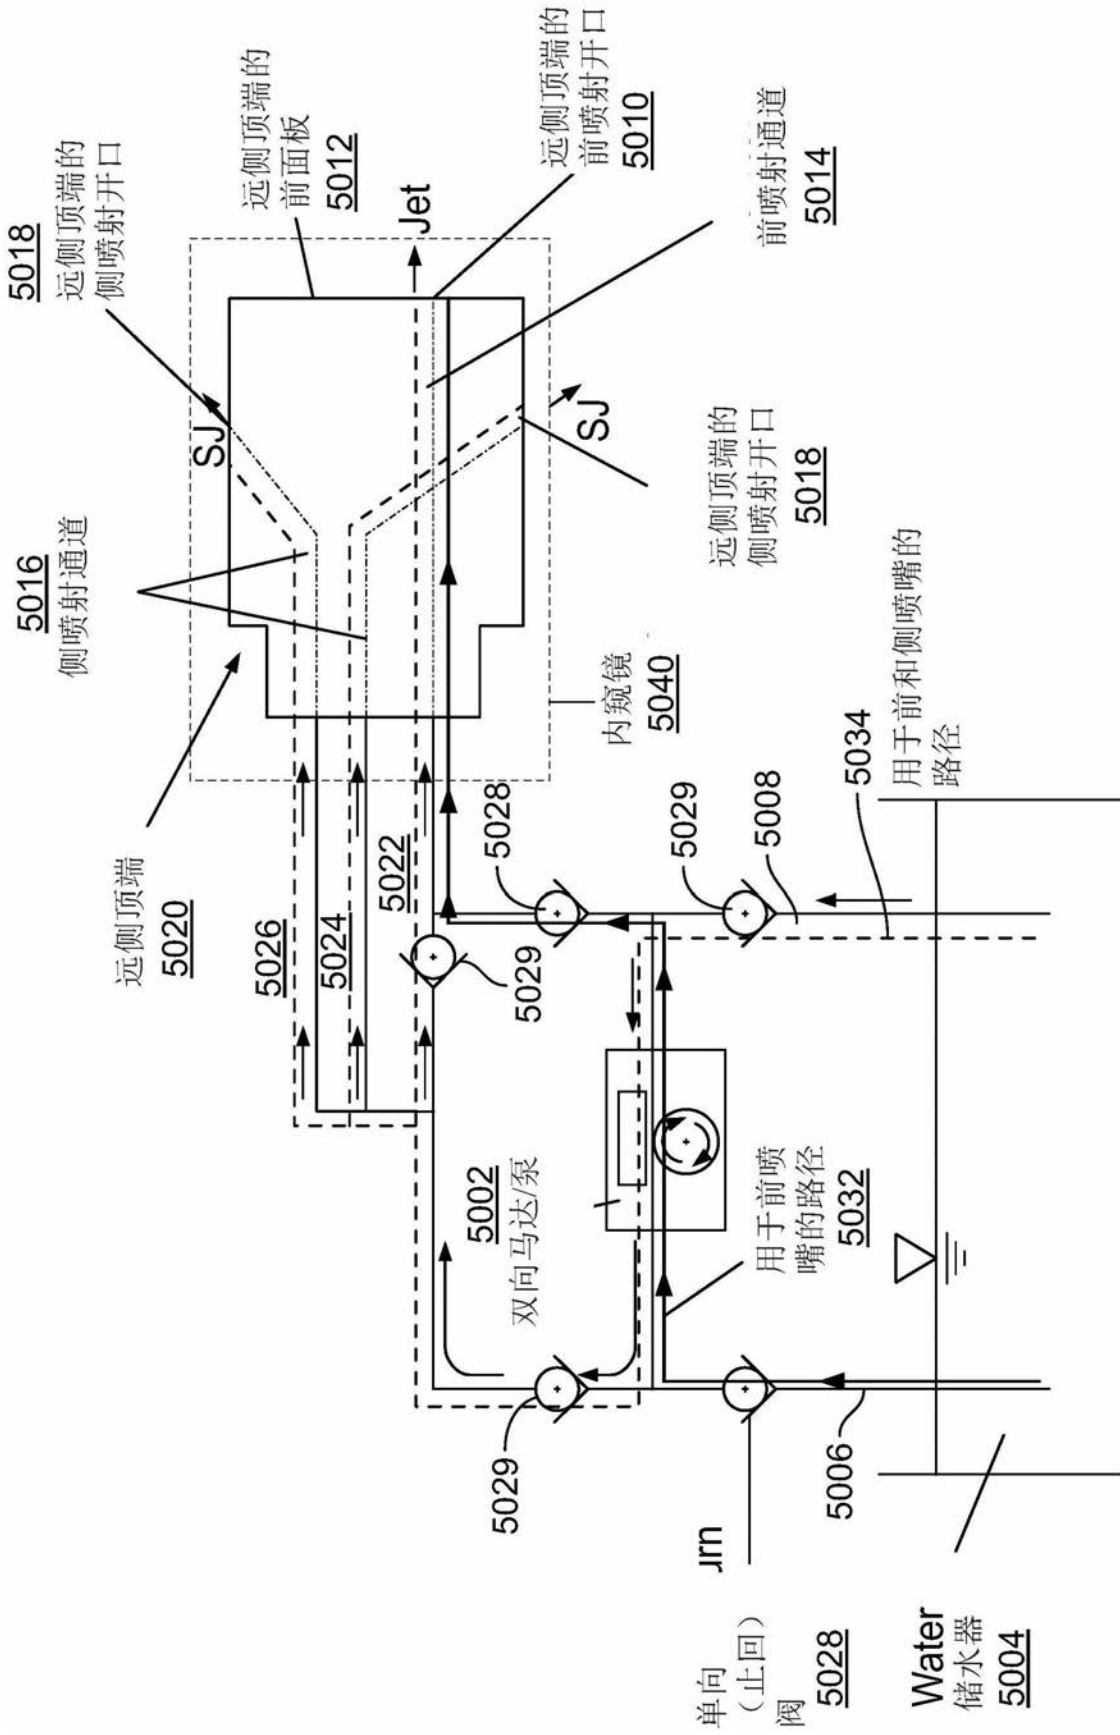 5018
远侧顶端的
侧喷射开口
远侧顶端的
前面板
5012
Jet
远侧顶端的
前喷射开口
5010
前喷射通道
5014
5016
侧喷射通道
SJ
SJ
远侧顶端的
侧喷射开口
5018
远侧顶端
5020
内窥镜
5040
5026
5024
5022
5028
5029
5029
5008
5034
用于前和侧喷嘴的
路径
5002
双向马达/泵
用于前喷
嘴的路径
5032
5029
5006
urn
单向
（止回）
阀
5028
Water
储水器
5004